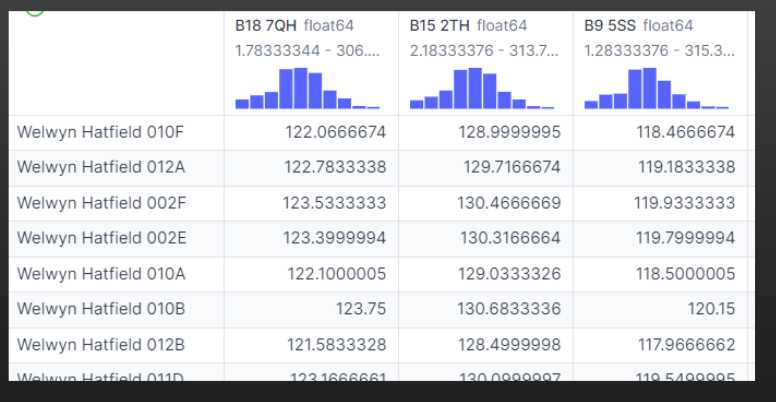 B18 7QH float64 B15 2TH float64 B9 5SS float64
1.78333344 - 306.... 2.18333376 - 313.7... 1.28333376 - 315.3...
Welwyn Hatfield 010F 122.0666674 128.9999995 118.4666674
Welwyn Hatfield 012A 122.7833338 129.7166674 119.1833338
Welwyn Hatfield 002F 123.5333333 130.4666669 119.9333333
Welwyn Hatfield 002E 123.3999994 130.3166664 119.7999994
Welwyn Hatfield 010A 122.1000005 129.0333326 118.5000005
Welwyn Hatfield 010B 123.75 130.6833336 120.15
Welwyn Hatfield 012B 121.5833328 128.4999998 117.9666662
Welwyn Hatfield 011D 123.1666661 130.0999997 119.5499995